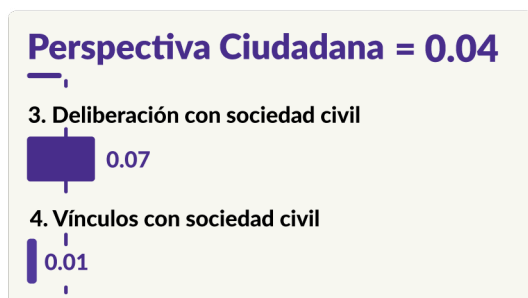 Perspectiva Ciudadana = 0.04
3. Deliberación con sociedad civil
0.07
4. Vínculos con sociedad civil
0.01